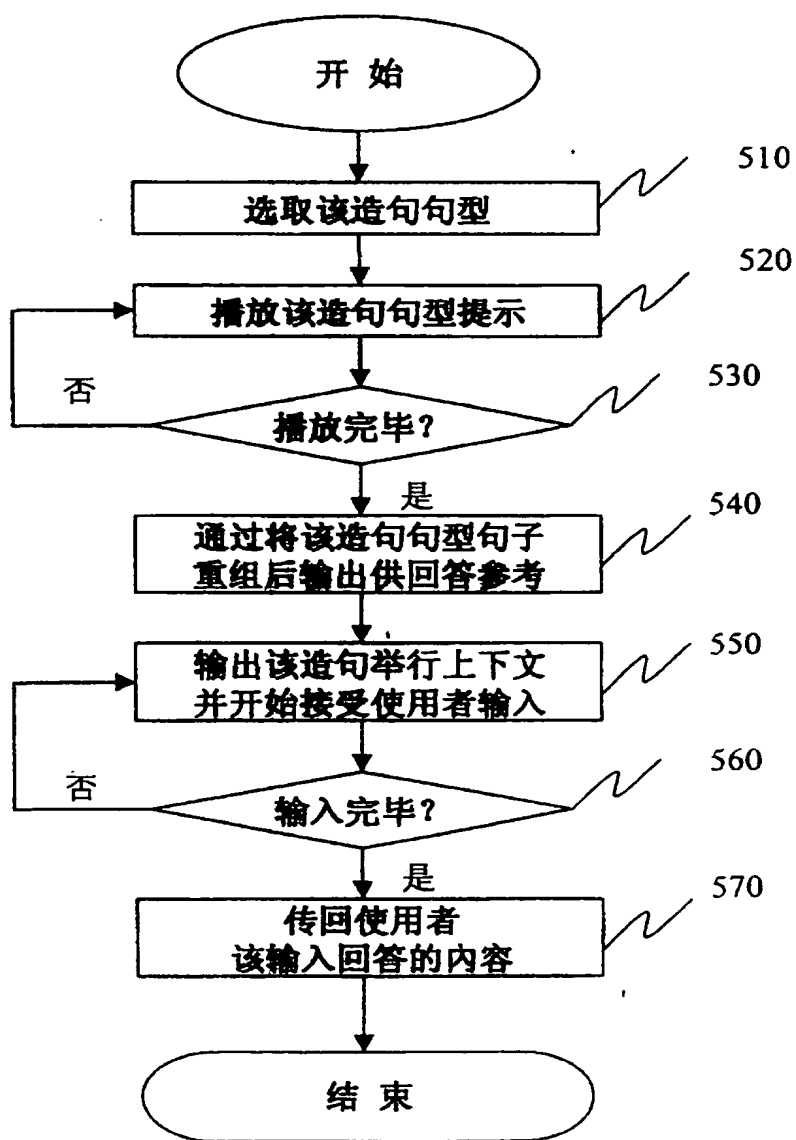 开 始
510
选取该造句句型
520
播放该造句句型提示
530
否
播放完毕？
是
540
通过将该造句句型句子
重组后输出供回答参考
550
输出该造句举行上下文
并开始接受使用者输入
560
否
输入完毕？
是
570
传回使用者
该输入回答的内容
结 束